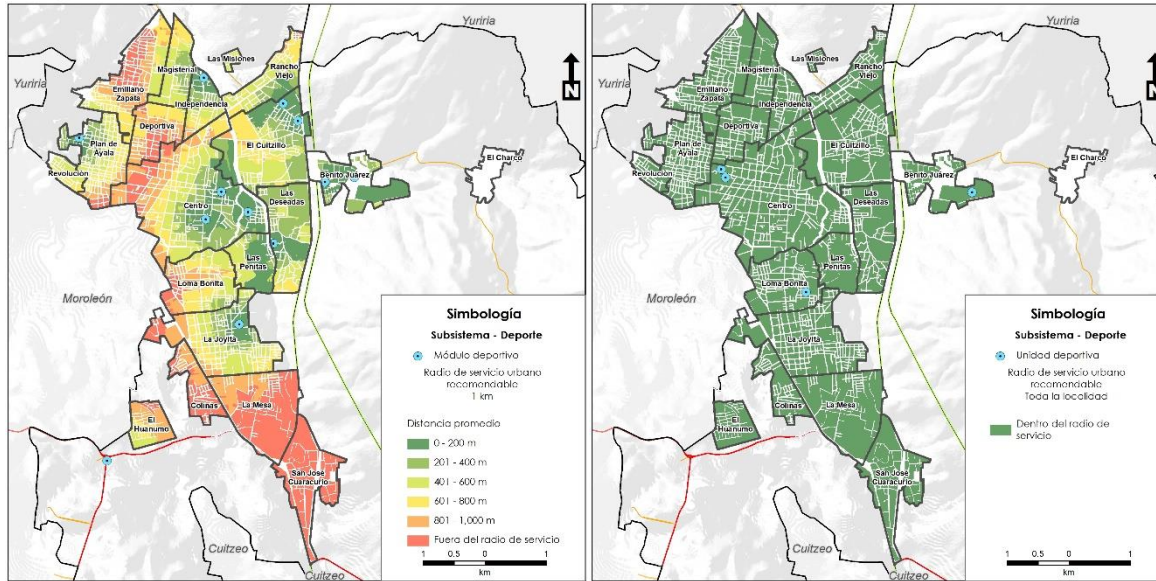 Yuriria
Yuriria
N
Las Misiones
Magisterial
Rancho
Viejo
Emiliano
Zapata
Independencia
Deportiva
Plan de
Ayala
El Cuitzillo
Revolución
Benito Juárez
El Charco
Centro
Las
Deseadas
Las
Peñitas
Moroleón
Loma Bonita
La Joyita
Colinas
La Mesa
El
Huanumo
San José
Cuaracurio
Cuitzeo
Cuitzeo
Simbología
Subsistema - Deporte
Módulo deportivo
Radio de servicio urbano
recomendable
1 km
Distancia promedio
0 - 200 m
201 - 400 m
401 - 600 m
601 - 800 m
801 - 1,000 m
Fuera del radio de servicio
1 0.5 0 1
km
Yuriria
Yuriria
N
Las Misiones
Magisterial
Rancho
Viejo
Emiliano
Zapata
Independencia
Deportiva
Plan de
Ayala
El Cuitzillo
Revolución
Benito Juárez
El Charco
Centro
Las
Deseadas
Las
Peñitas
Moroleón
Loma Bonita
La Joyita
Colinas
La Mesa
El
Huanumo
San José
Cuaracurio
Cuitzeo
Cuitzeo
Simbología
Subsistema - Deporte
Unidad deportiva
Radio de servicio urbano
recomendable
Toda la localidad
Dentro del radio de
servicio
1 0.5 0 1
km